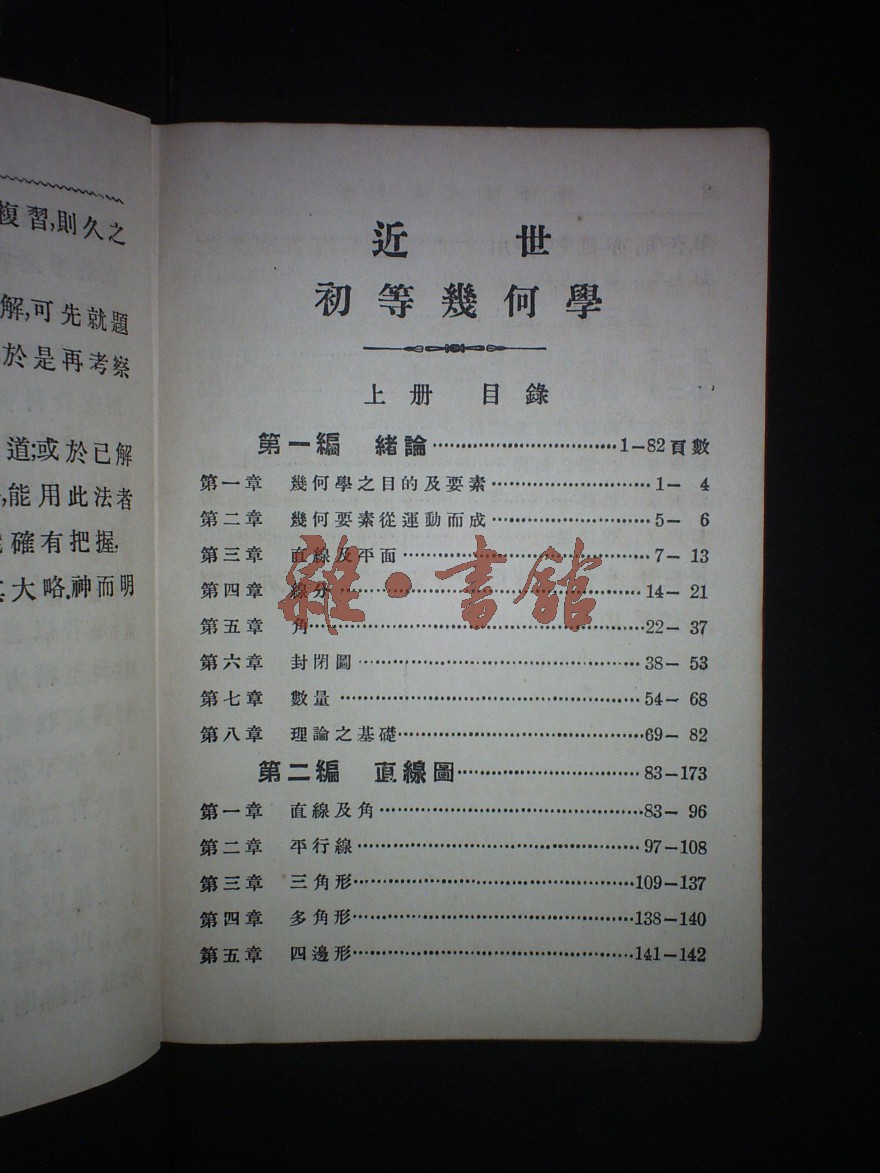 複習,則久之
解,可先就題
於是再考察
道;或於已解
能用此法者
確有把握,
大略,神而明
近世
初等幾何學
上册 目錄
第一編 緒論……1-82頁數
第一章 幾何學之目的及要素……1- 4
第二章 幾何要素從運動而成……5- 6
第三章 直線及平面……7- 13
第四章 線分……14- 21
第五章 角……22- 37
第六章 封閉圖……38- 53
第七章 數量……54- 68
第八章 理論之基礎……69- 82
第二編 直線圖……83-173
第一章 直線及角……83- 96
第二章 平行線……97-108
第三章 三角形……109-137
第四章 多角形……138-140
第五章 四邊形……141-142
雜·書館